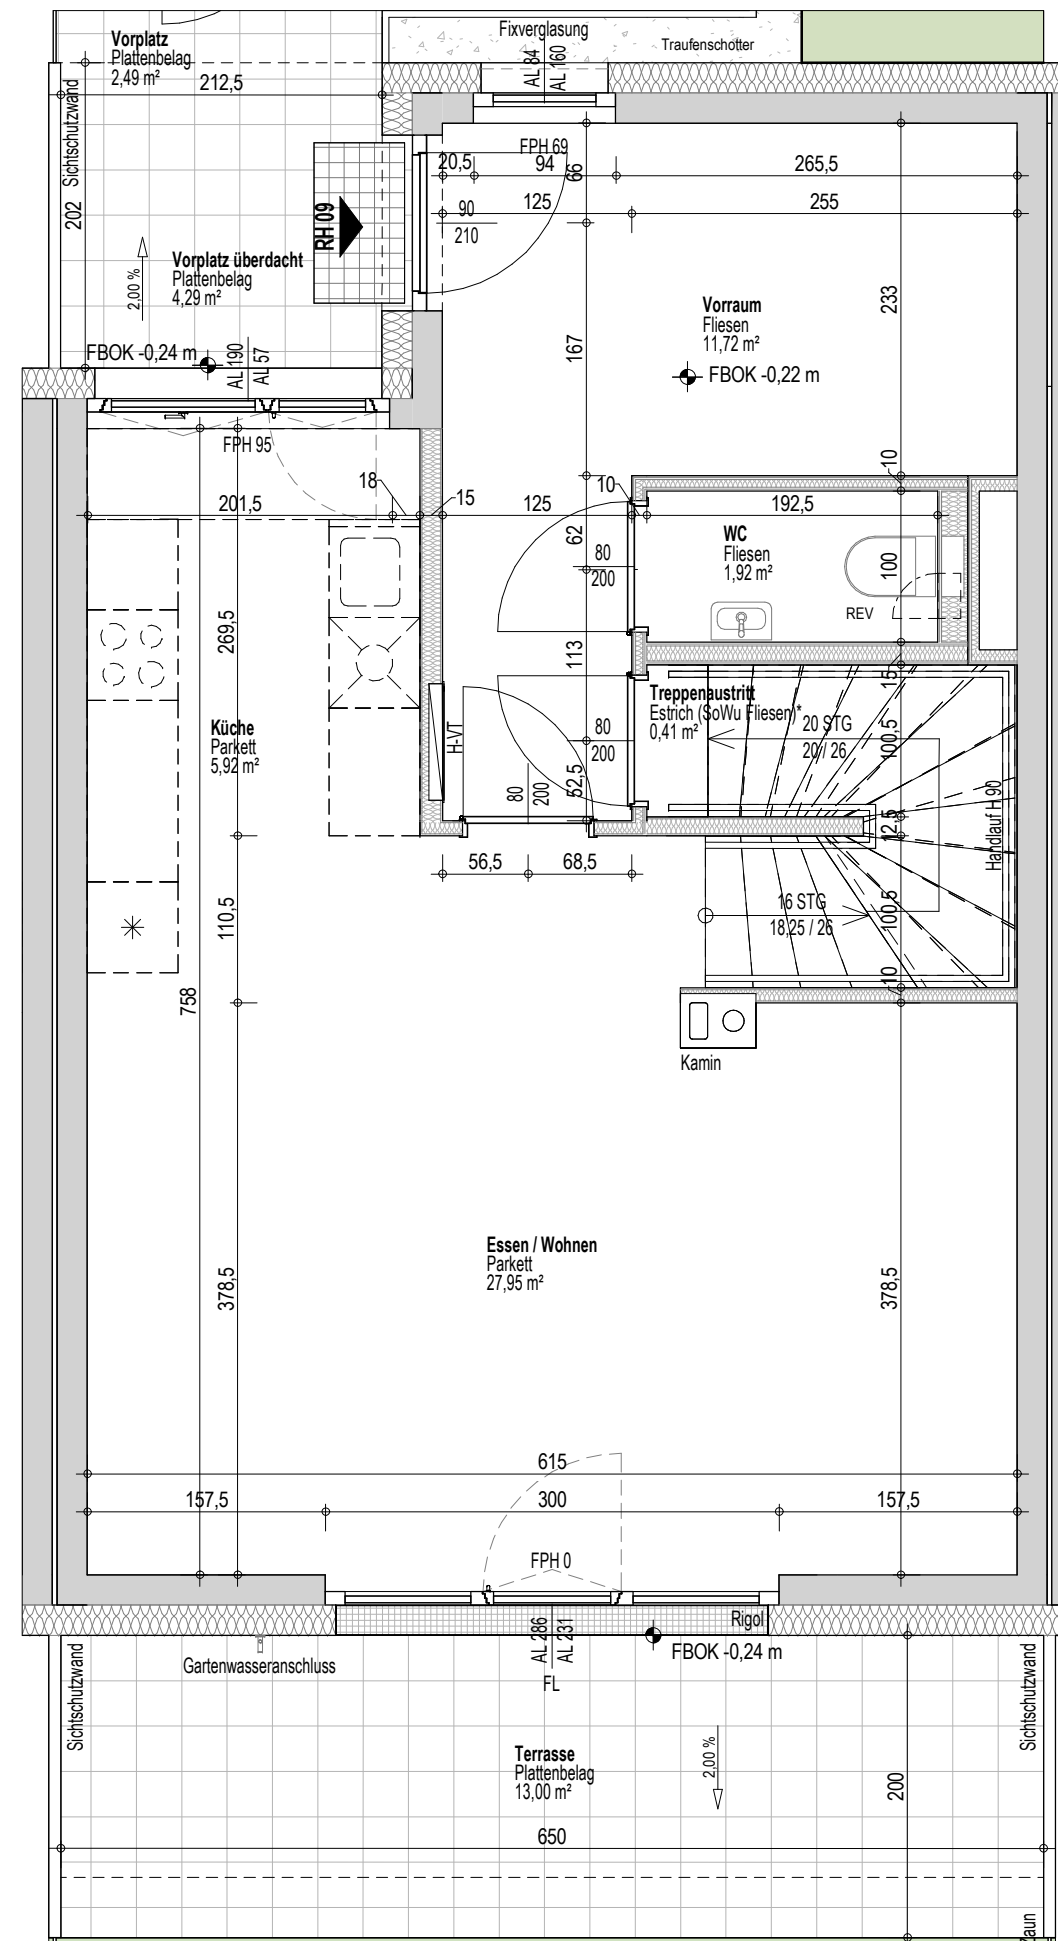 Fixverglasung
Traufenschotter
Vorplatz
Plattenbelag
2,49 m²
212,5
Sichtschutzwand
202
AL 84
AL 160
FPH 69
20,5
94
66
265,5
125
255
90
210
RH 09
Vorplatz überdacht
Plattenbelag
4,29 m²
2,00 %
FBOK -0,24 m
AL 190
AL 57
FPH 95
Vorraum
Fliesen
11,72 m²
FBOK -0,22 m
233
167
10
18
15
201,5
125
10
192,5
62
80
200
WC
Fliesen
1,92 m²
100
REV
269,5
113
15
Küche
Parkett
5,92 m²
H-VT
Treppenaustritt
Estrich (SoWu Fliesen)*
0,41 m²
20 STG
20 / 26
100,5
80
200
52,5
80
200
12,5
Handlauf H 90
56,5
68,5
16 STG
18,25 / 26
100,5
10
110,5
758
Kamin
Essen / Wohnen
Parkett
27,95 m²
378,5
378,5
615
157,5
300
157,5
FPH 0
Rigol
AL 286
AL 231
FL
FBOK -0,24 m
Gartenwasseranschluss
Sichtschutzwand
Sichtschutzwand
Terrasse
Plattenbelag
13,00 m²
2,00 %
200
650
Zaun